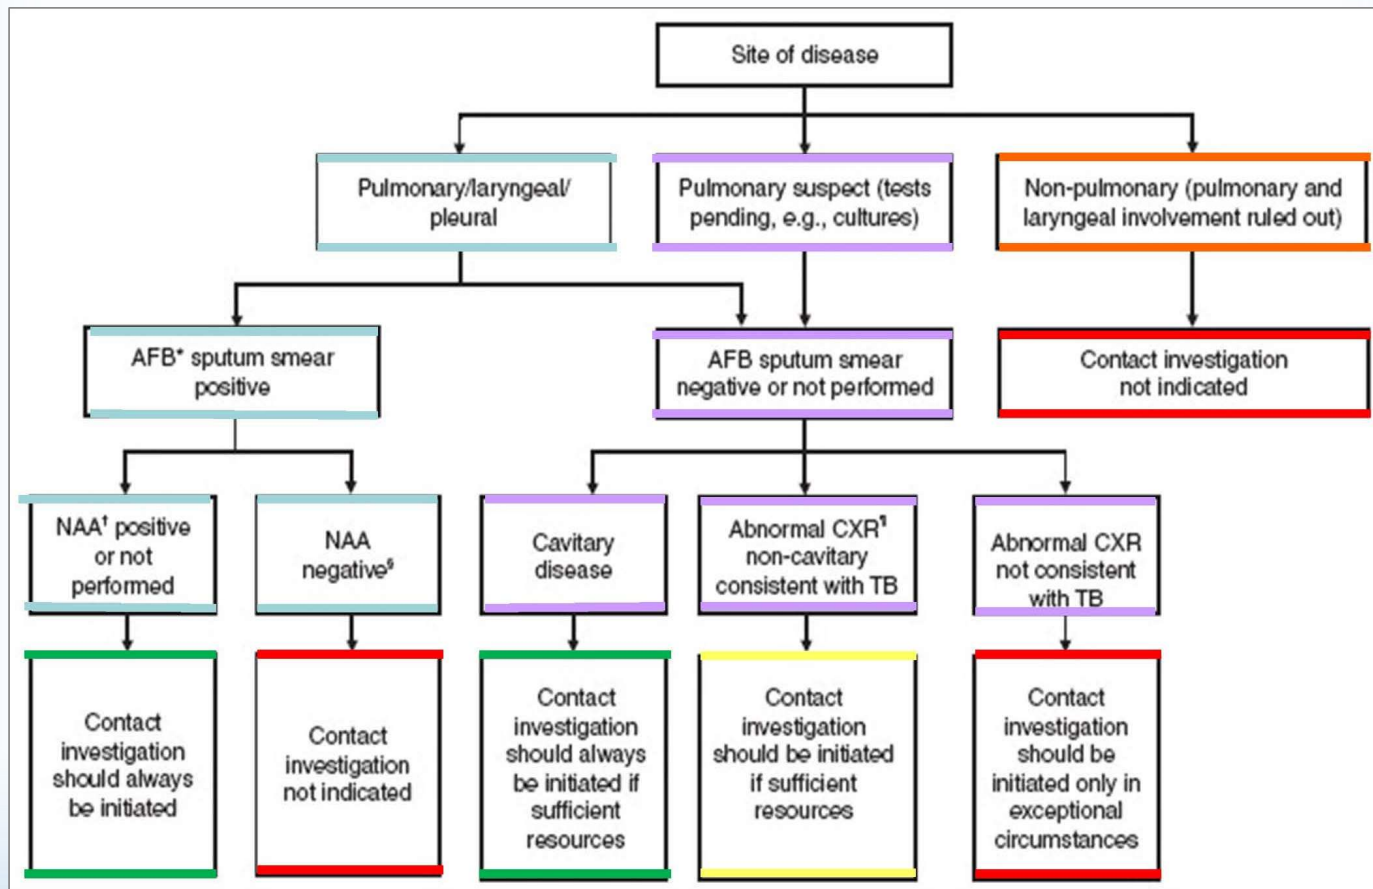 Site of disease
Pulmonary/laryngeal/
pleural
Pulmonary suspect (tests
pending, e.g., cultures)
Non-pulmonary (pulmonary and
laryngeal involvement ruled out)
AFB* sputum smear
positive
AFB sputum smear
negative or not performed
Contact investigation
not indicated
NAA† positive
or not
performed
NAA
negative§
Cavitary
disease
Abnormal CXR¶
non-cavitary
consistent with TB
Abnormal CXR
not consistent
with TB
Contact
investigation
should always
be initiated
Contact
investigation
not indicated
Contact
investigation
should always
be initiated if
sufficient
resources
Contact
investigation
should be initiated
if sufficient
resources
Contact
investigation
should be
initiated only in
exceptional
circumstances